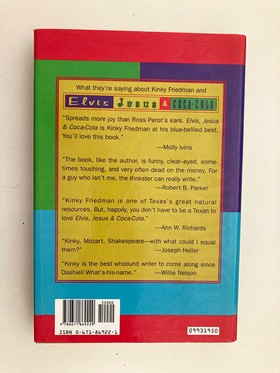 What they're saying about Kinky Friedman and
Elvis Jesus & COCA-COLA
"Spreads more joy than Ross Perot's ears. Elvis, Jesus
& Coca-Cola is Kinky Friedman at his blue-bellied best.
You'll love this book."
—Molly Ivins
"The book, like the author, is funny, clear-eyed, some-
times touching, and very often dead on the money. For
a guy who isn't me, the Kinkster can really write."
—Robert B. Parker
"Kinky Friedman is one of Texas's great natural
resources. But, happily, you don't have to be a Texan to
love Elvis, Jesus & Coca-Cola."
—Ann W. Richards
"Kinky, Mozart, Shakespeare—with what could I equal
them?"
—Joseph Heller
"Kinky is the best whodunit writer to come along since
Dashiell What's-his-name."
—Willie Nelson
52000
9 780671 869229
ISBN 0-671-86922-1
09931950